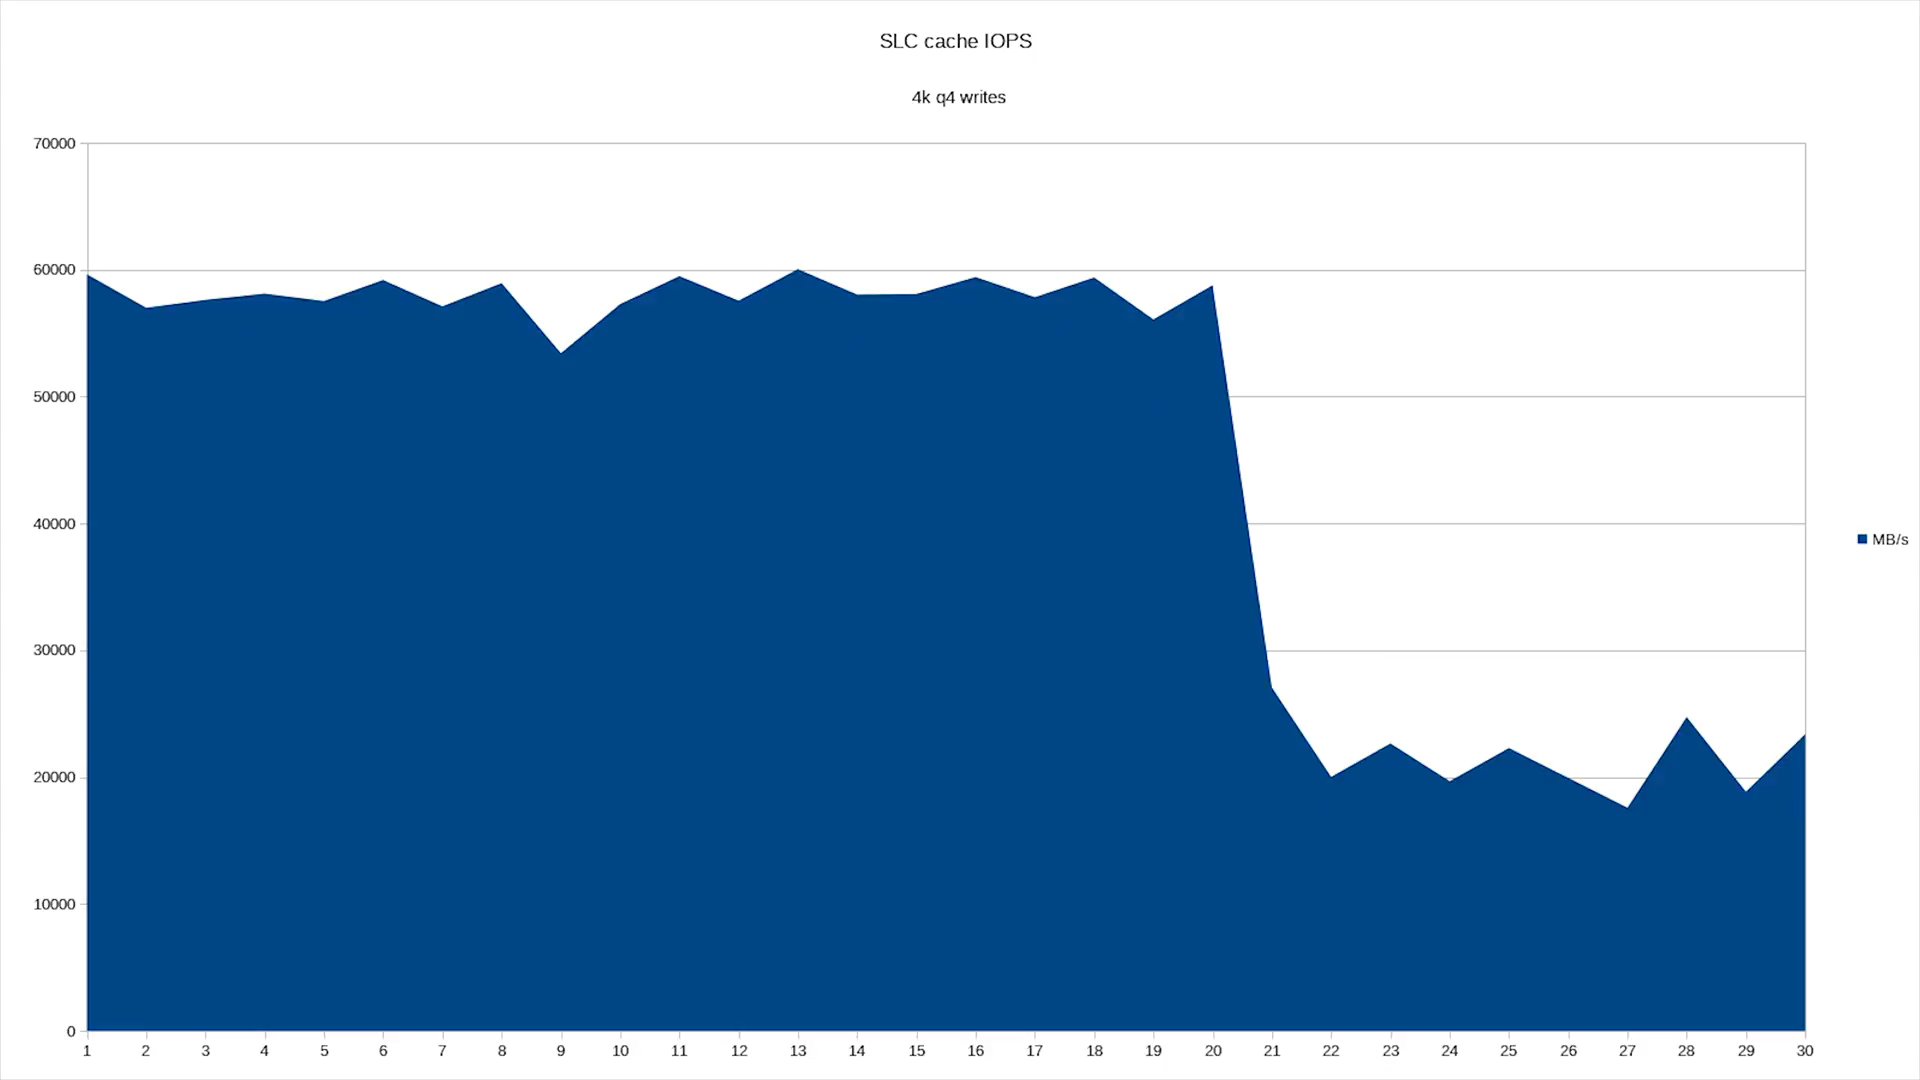 SLC cache IOPS
4k q4 writes
70000
60000
50000
40000
30000
20000
10000
0
MB/s
1 2 3 4 5 6 7 8 9 10 11 12 13 14 15 16 17 18 19 20 21 22 23 24 25 26 27 28 29 30